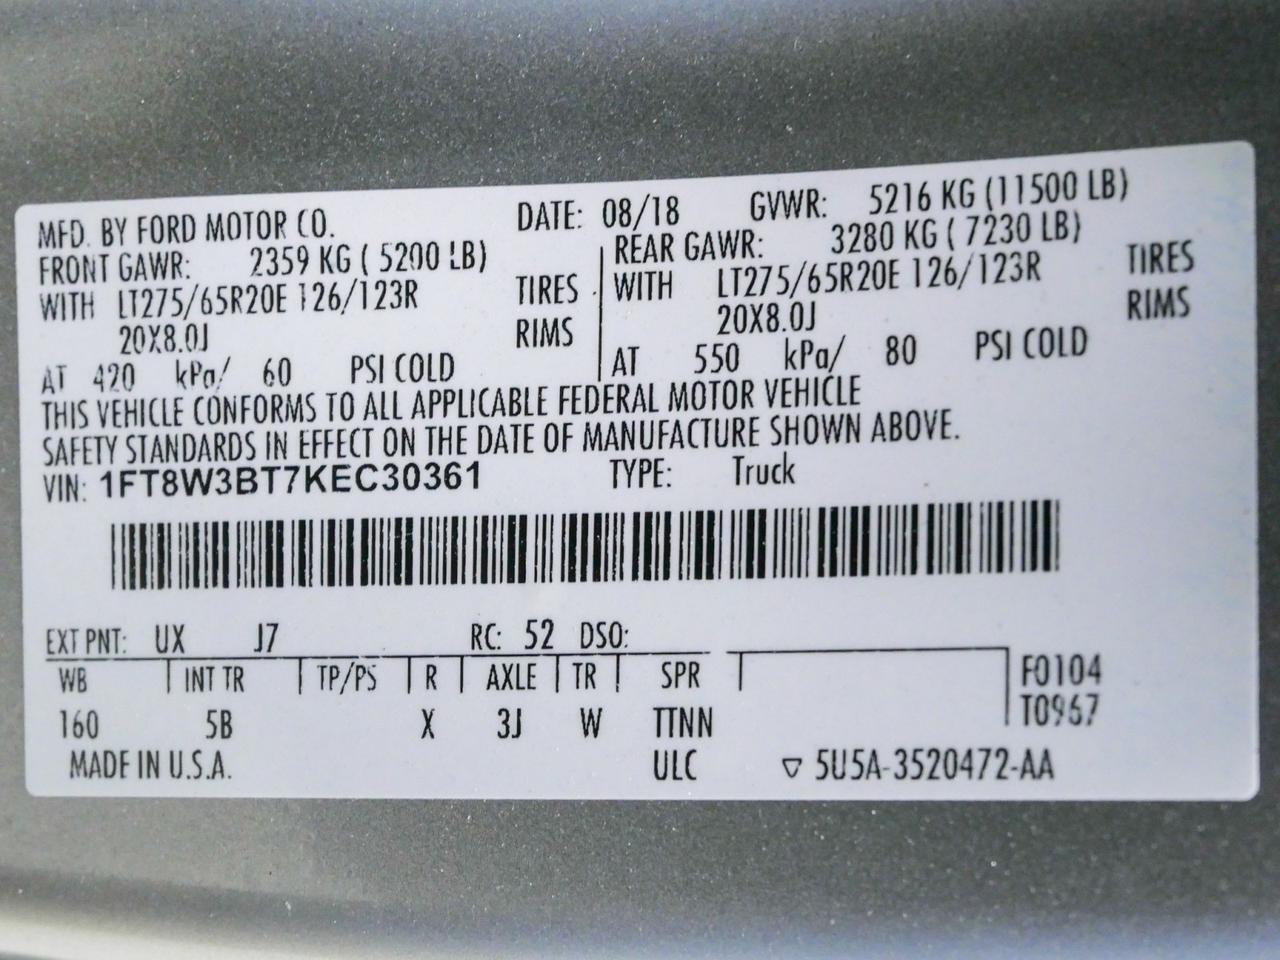 MFD. BY FORD MOTOR CO. DATE: 08/18 GVWR: 5216 KG (11500 LB)
FRONT GAWR: 2359 KG ( 5200 LB) REAR GAWR: 3280 KG ( 7230 LB)
WITH LT275/65R20E 126/123R TIRES WITH LT275/65R20E 126/123R TIRES
20X8.0J RIMS 20X8.0J RIMS
AT 420 kPa/ 60 PSI COLD AT 550 kPa/ 80 PSI COLD
THIS VEHICLE CONFORMS TO ALL APPLICABLE FEDERAL MOTOR VEHICLE
SAFETY STANDARDS IN EFFECT ON THE DATE OF MANUFACTURE SHOWN ABOVE.
VIN: 1FT8W3BT7KEC30361 TYPE: Truck
EXT PNT: UX J7 RC: 52 DSO:
WB INT TR TP/PS R AXLE TR SPR F0104
160 5B X 3J W TTNN T0967
MADE IN U.S.A. ULC ▽ 5U5A-3520472-AA